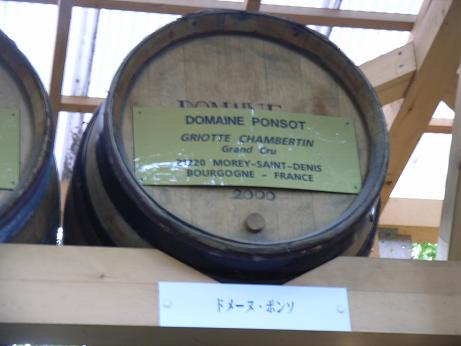 DOMAINE
DOMAINE PONSOT
GRIOTTE CHAMBERTIN
Grand Cru
21220 MOREY-SAINT-DENIS
BOURGOGNE - FRANCE
2000
ドメーヌ・ポンソ